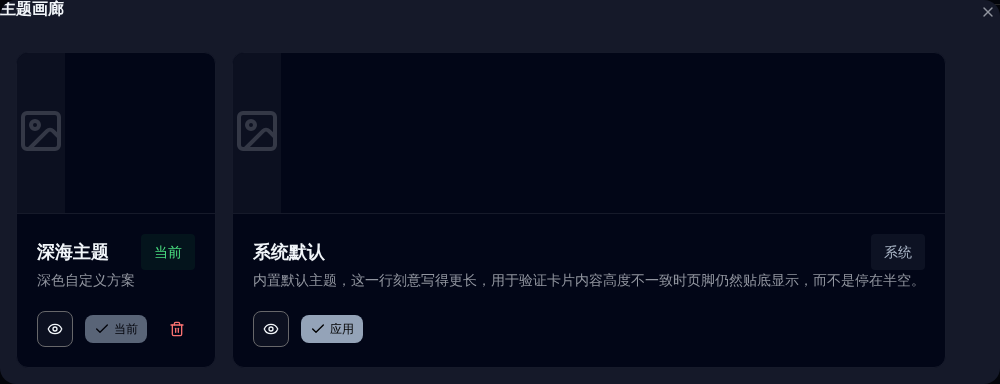 主题画廊
深海主题
当前
深色自定义方案
当前
系统默认
系统
内置默认主题，这一行刻意写得更长，用于验证卡片内容高度不一致时页脚仍然贴底显示，而不是停在半空。
应用